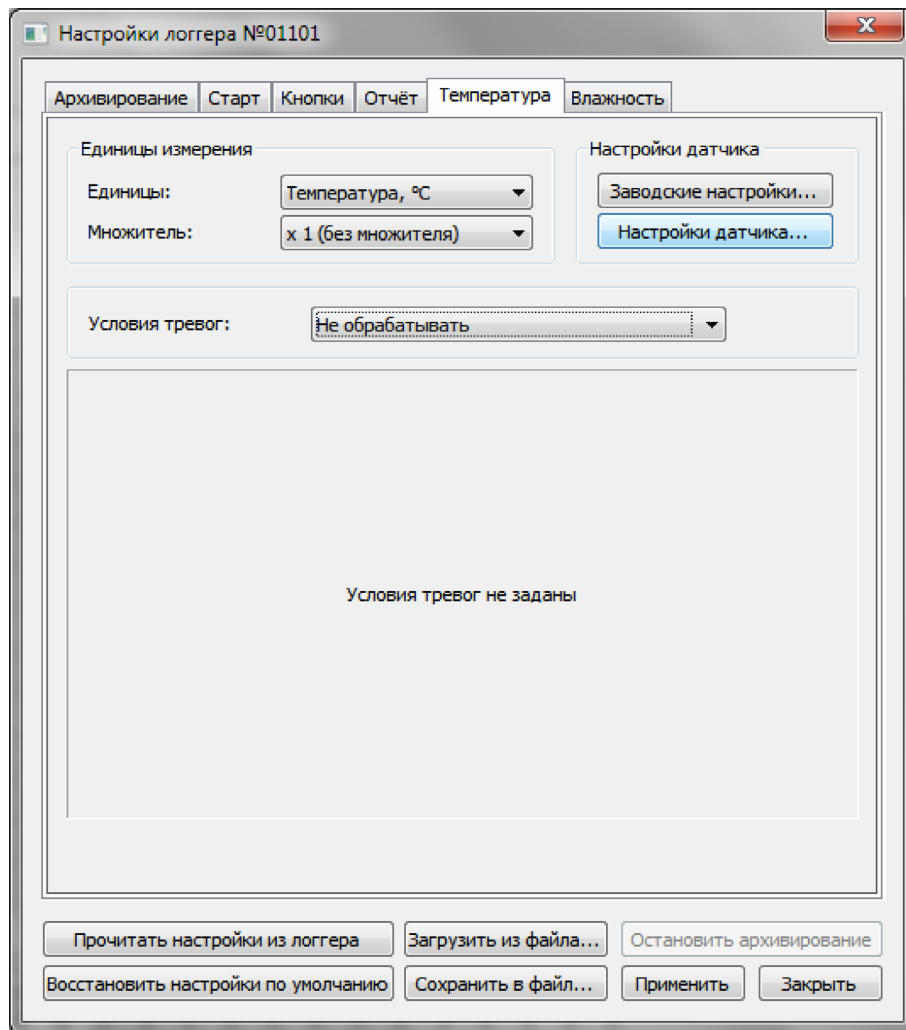 Настройки логгера №01101
Архивирование Старт Кнопки Отчёт Температура Влажность
Единицы измерения
Единицы: Температура, ºC
Множитель: x 1 (без множителя)
Настройки датчика
Заводские настройки...
Настройки датчика...
Условия тревог: Не обрабатывать
Условия тревог не заданы
Прочитать настройки из логгера Загрузить из файла... Остановить архивирование
Восстановить настройки по умолчанию Сохранить в файл... Применить Закрыть